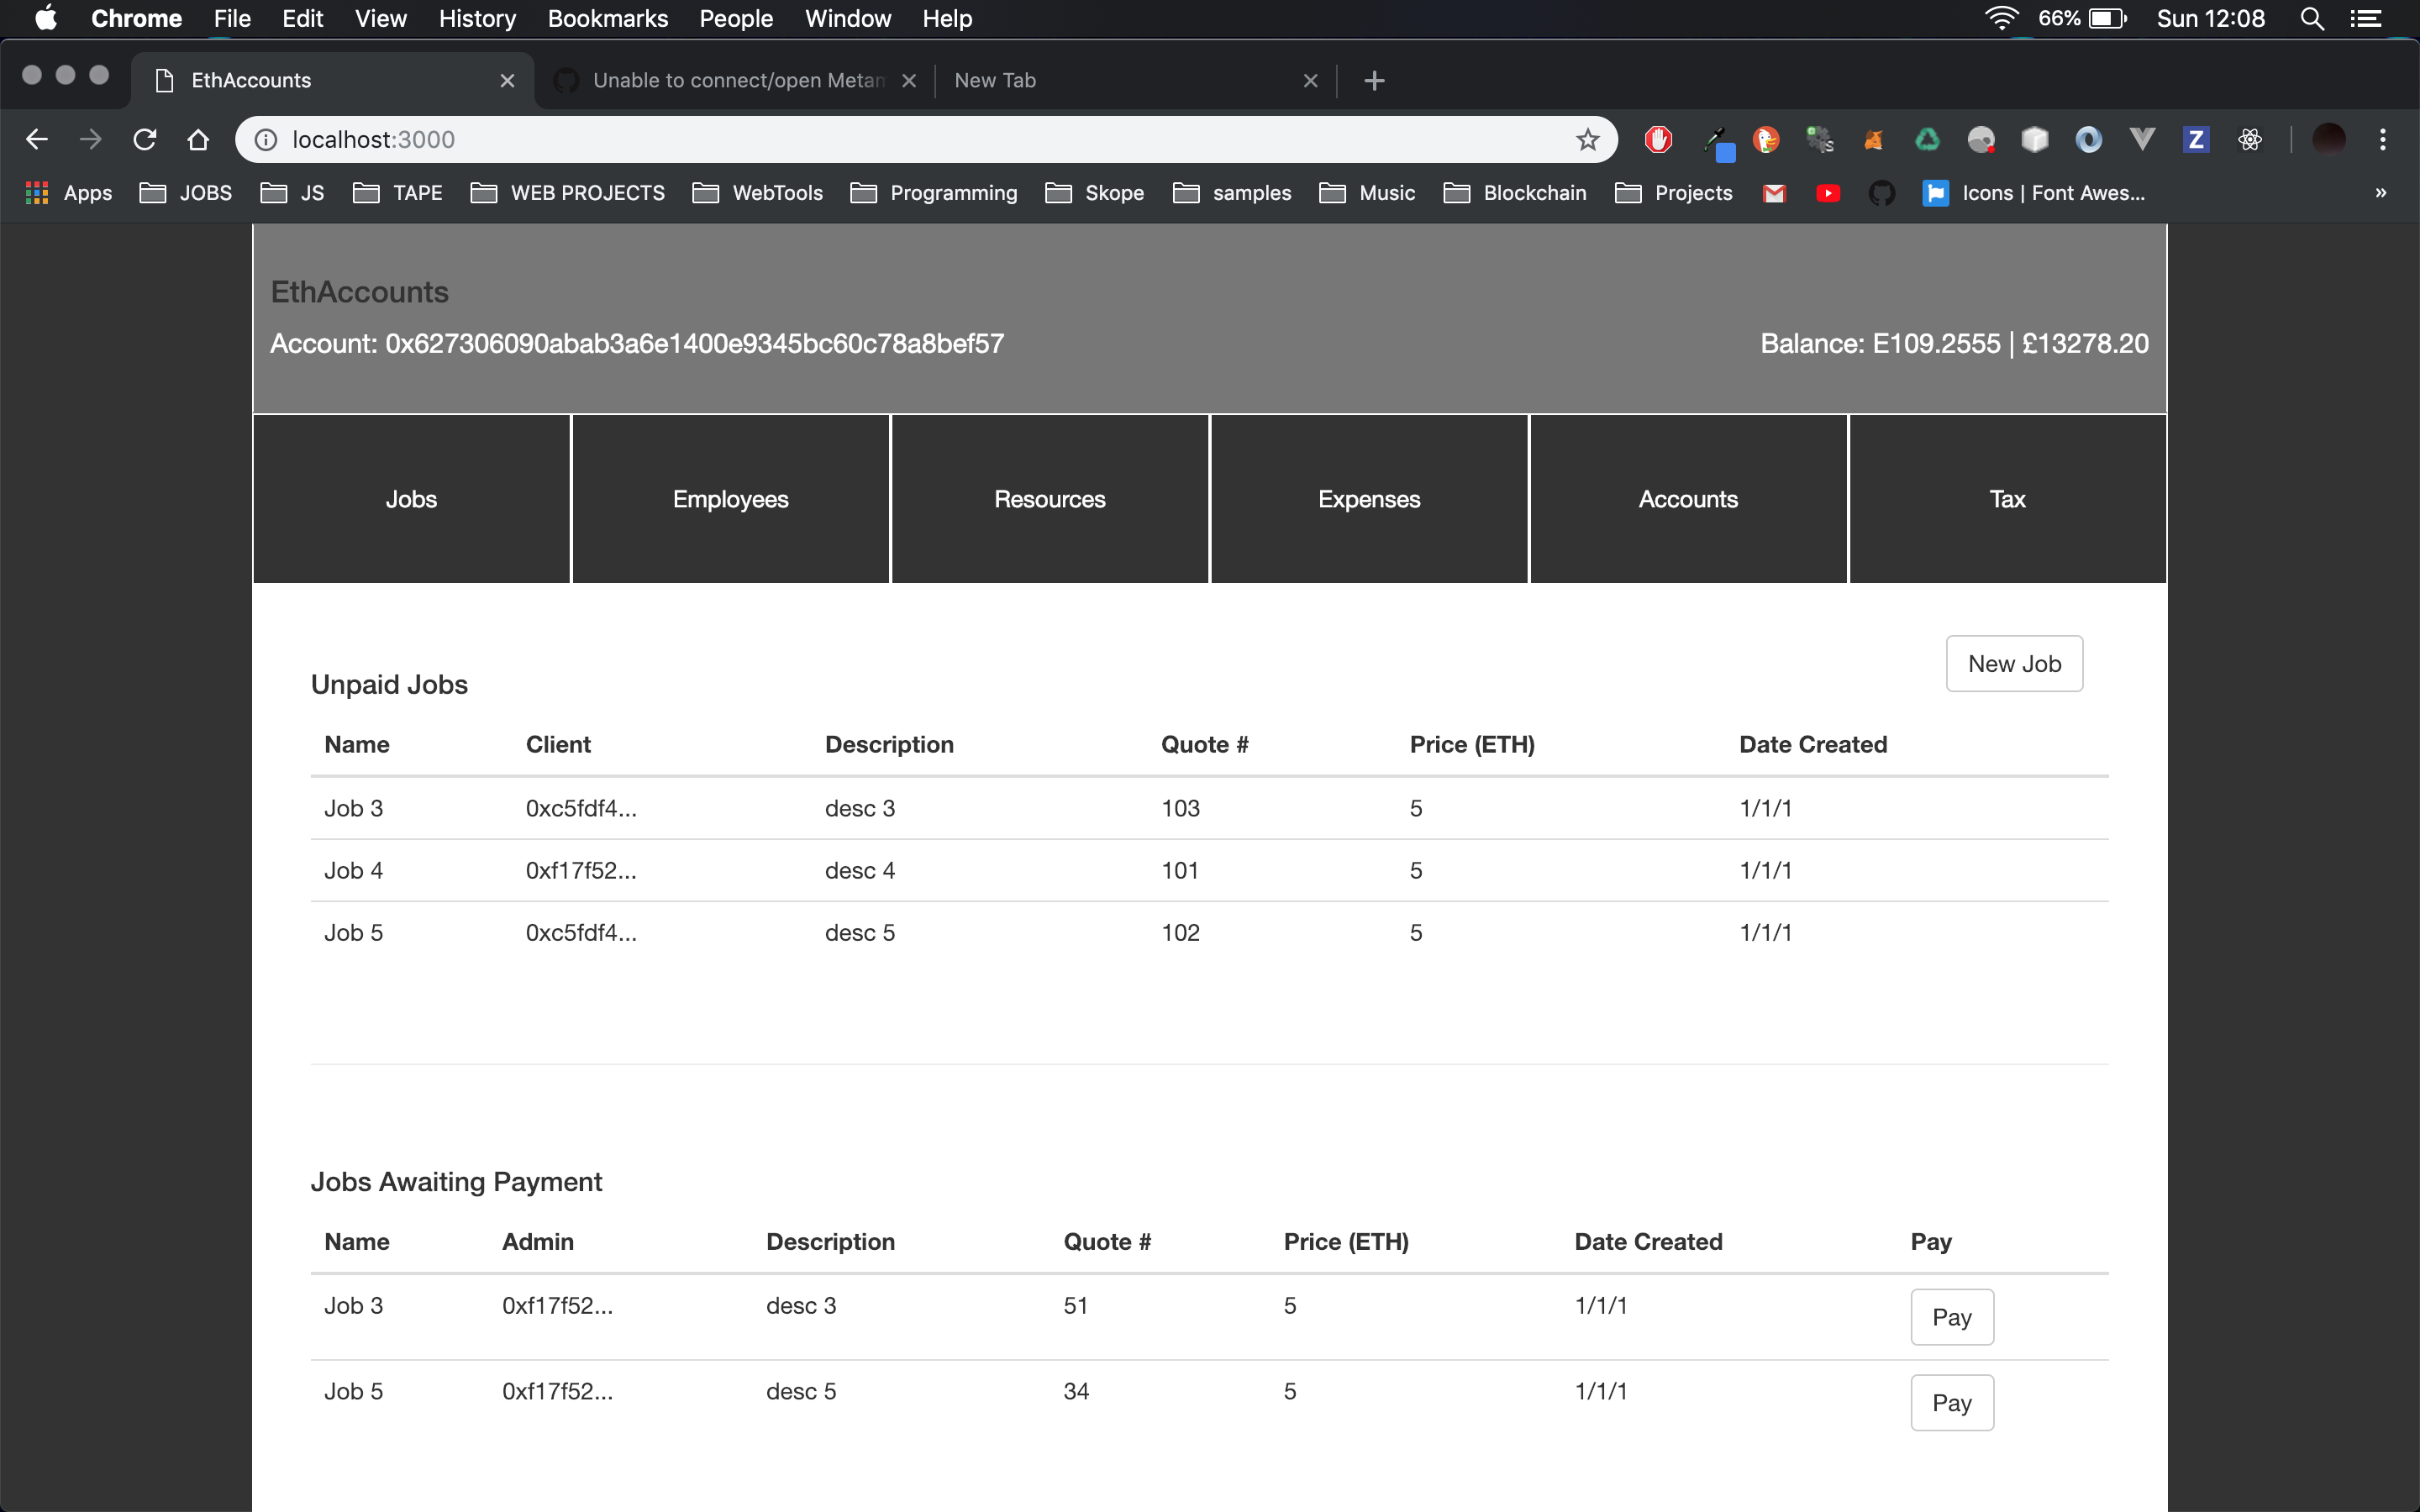 Chrome File Edit View History Bookmarks People Window Help 66% Sun 12:08
EthAccounts Unable to connect/open Metam New Tab
localhost:3000
Apps JOBS JS TAPE WEB PROJECTS WebTools Programming Skope samples Music Blockchain Projects Icons | Font Awes... »
EthAccounts
Account: 0x627306090abab3a6e1400e9345bc60c78a8bef57 Balance: E109.2555 | £13278.20
Jobs Employees Resources Expenses Accounts Tax
New Job
Unpaid Jobs
Name Client Description Quote # Price (ETH) Date Created
Job 3 0xc5fdf4... desc 3 103 5 1/1/1
Job 4 0xf17f52... desc 4 101 5 1/1/1
Job 5 0xc5fdf4... desc 5 102 5 1/1/1
Jobs Awaiting Payment
Name Admin Description Quote # Price (ETH) Date Created Pay
Job 3 0xf17f52... desc 3 51 5 1/1/1 Pay
Job 5 0xf17f52... desc 5 34 5 1/1/1 Pay